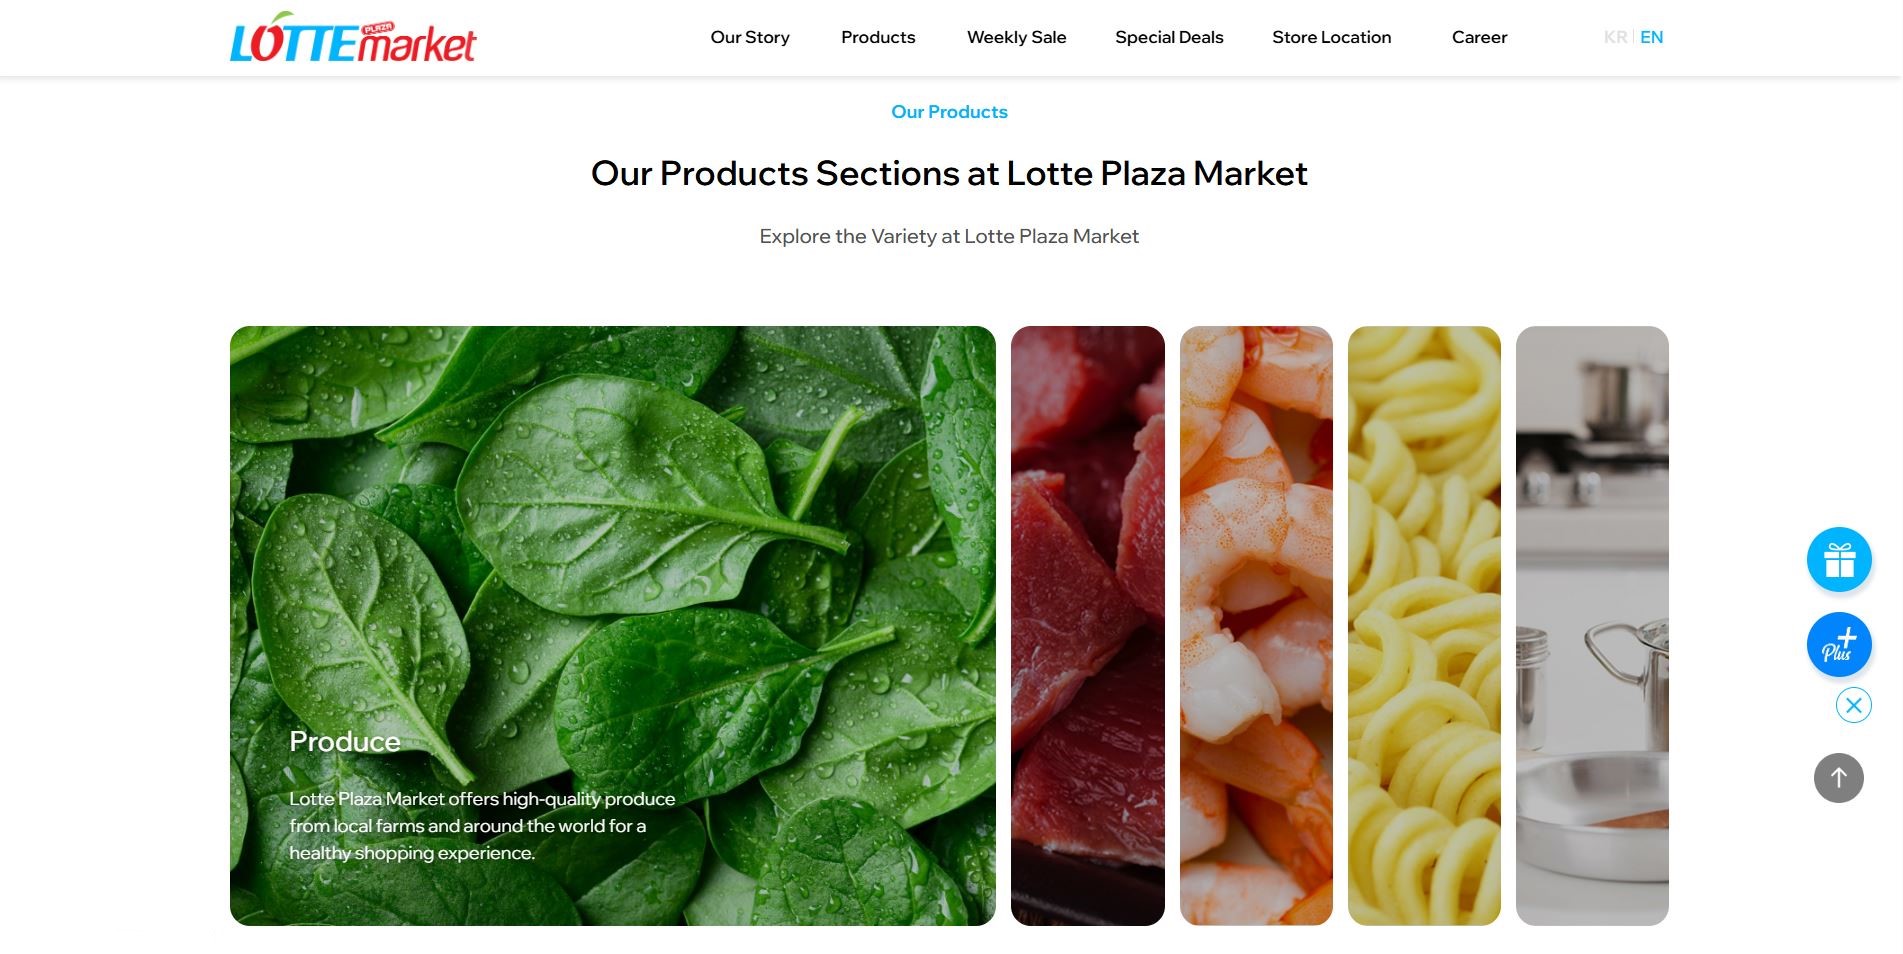 LOTTE PLAZA market
Our Story
Products
Weekly Sale
Special Deals
Store Location
Career
KR | EN
Our Products
Our Products Sections at Lotte Plaza Market
Explore the Variety at Lotte Plaza Market
Produce
Lotte Plaza Market offers high-quality produce
from local farms and around the world for a
healthy shopping experience.
Plus